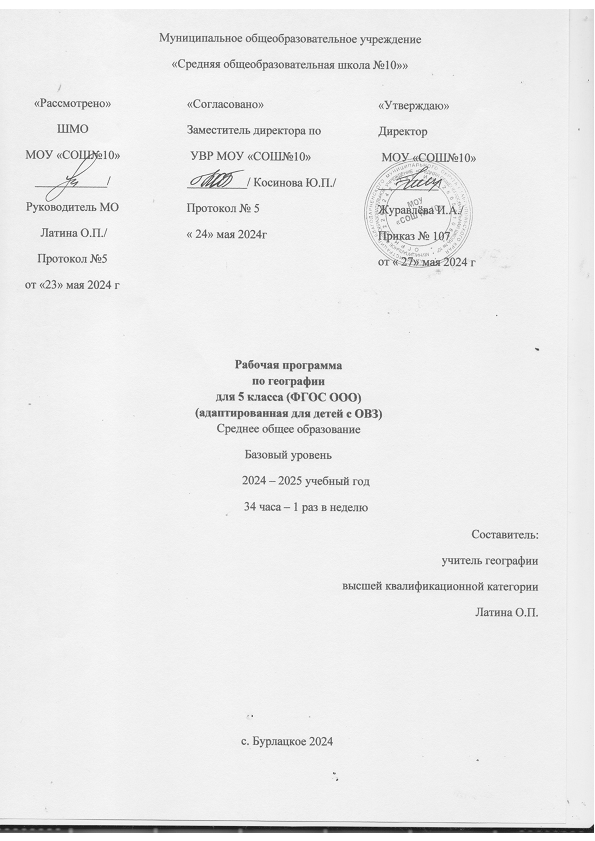 Муниципальное общеобразовательное учреждение
«Средняя общеобразовательная школа №10»»
«Рассмотрено»
ШМО
МОУ «СОШ№10»
____________/
Руководитель МО
Латина О.П./
Протокол №5
от «23» мая 2024 г
«Согласовано»
Заместитель директора по
УВР МОУ «СОШ№10»
__________/ Косинова Ю.П./
Протокол № 5
« 24» мая 2024г
«Утверждаю»
Директор
МОУ «СОШ№10»
Журавлёва И.А./
Приказ № 107
от « 27» мая 2024 г
МОУ
«СОШ
Рабочая программа
по географии
для 5 класса (ФГОС ООО)
(адаптированная для детей с ОВЗ)
Среднее общее образование
Базовый уровень
2024 – 2025 учебный год
34 часа – 1 раз в неделю
Составитель:
учитель географии
высшей квалификационной категории
Латина О.П.
с. Бурлацкое 2024